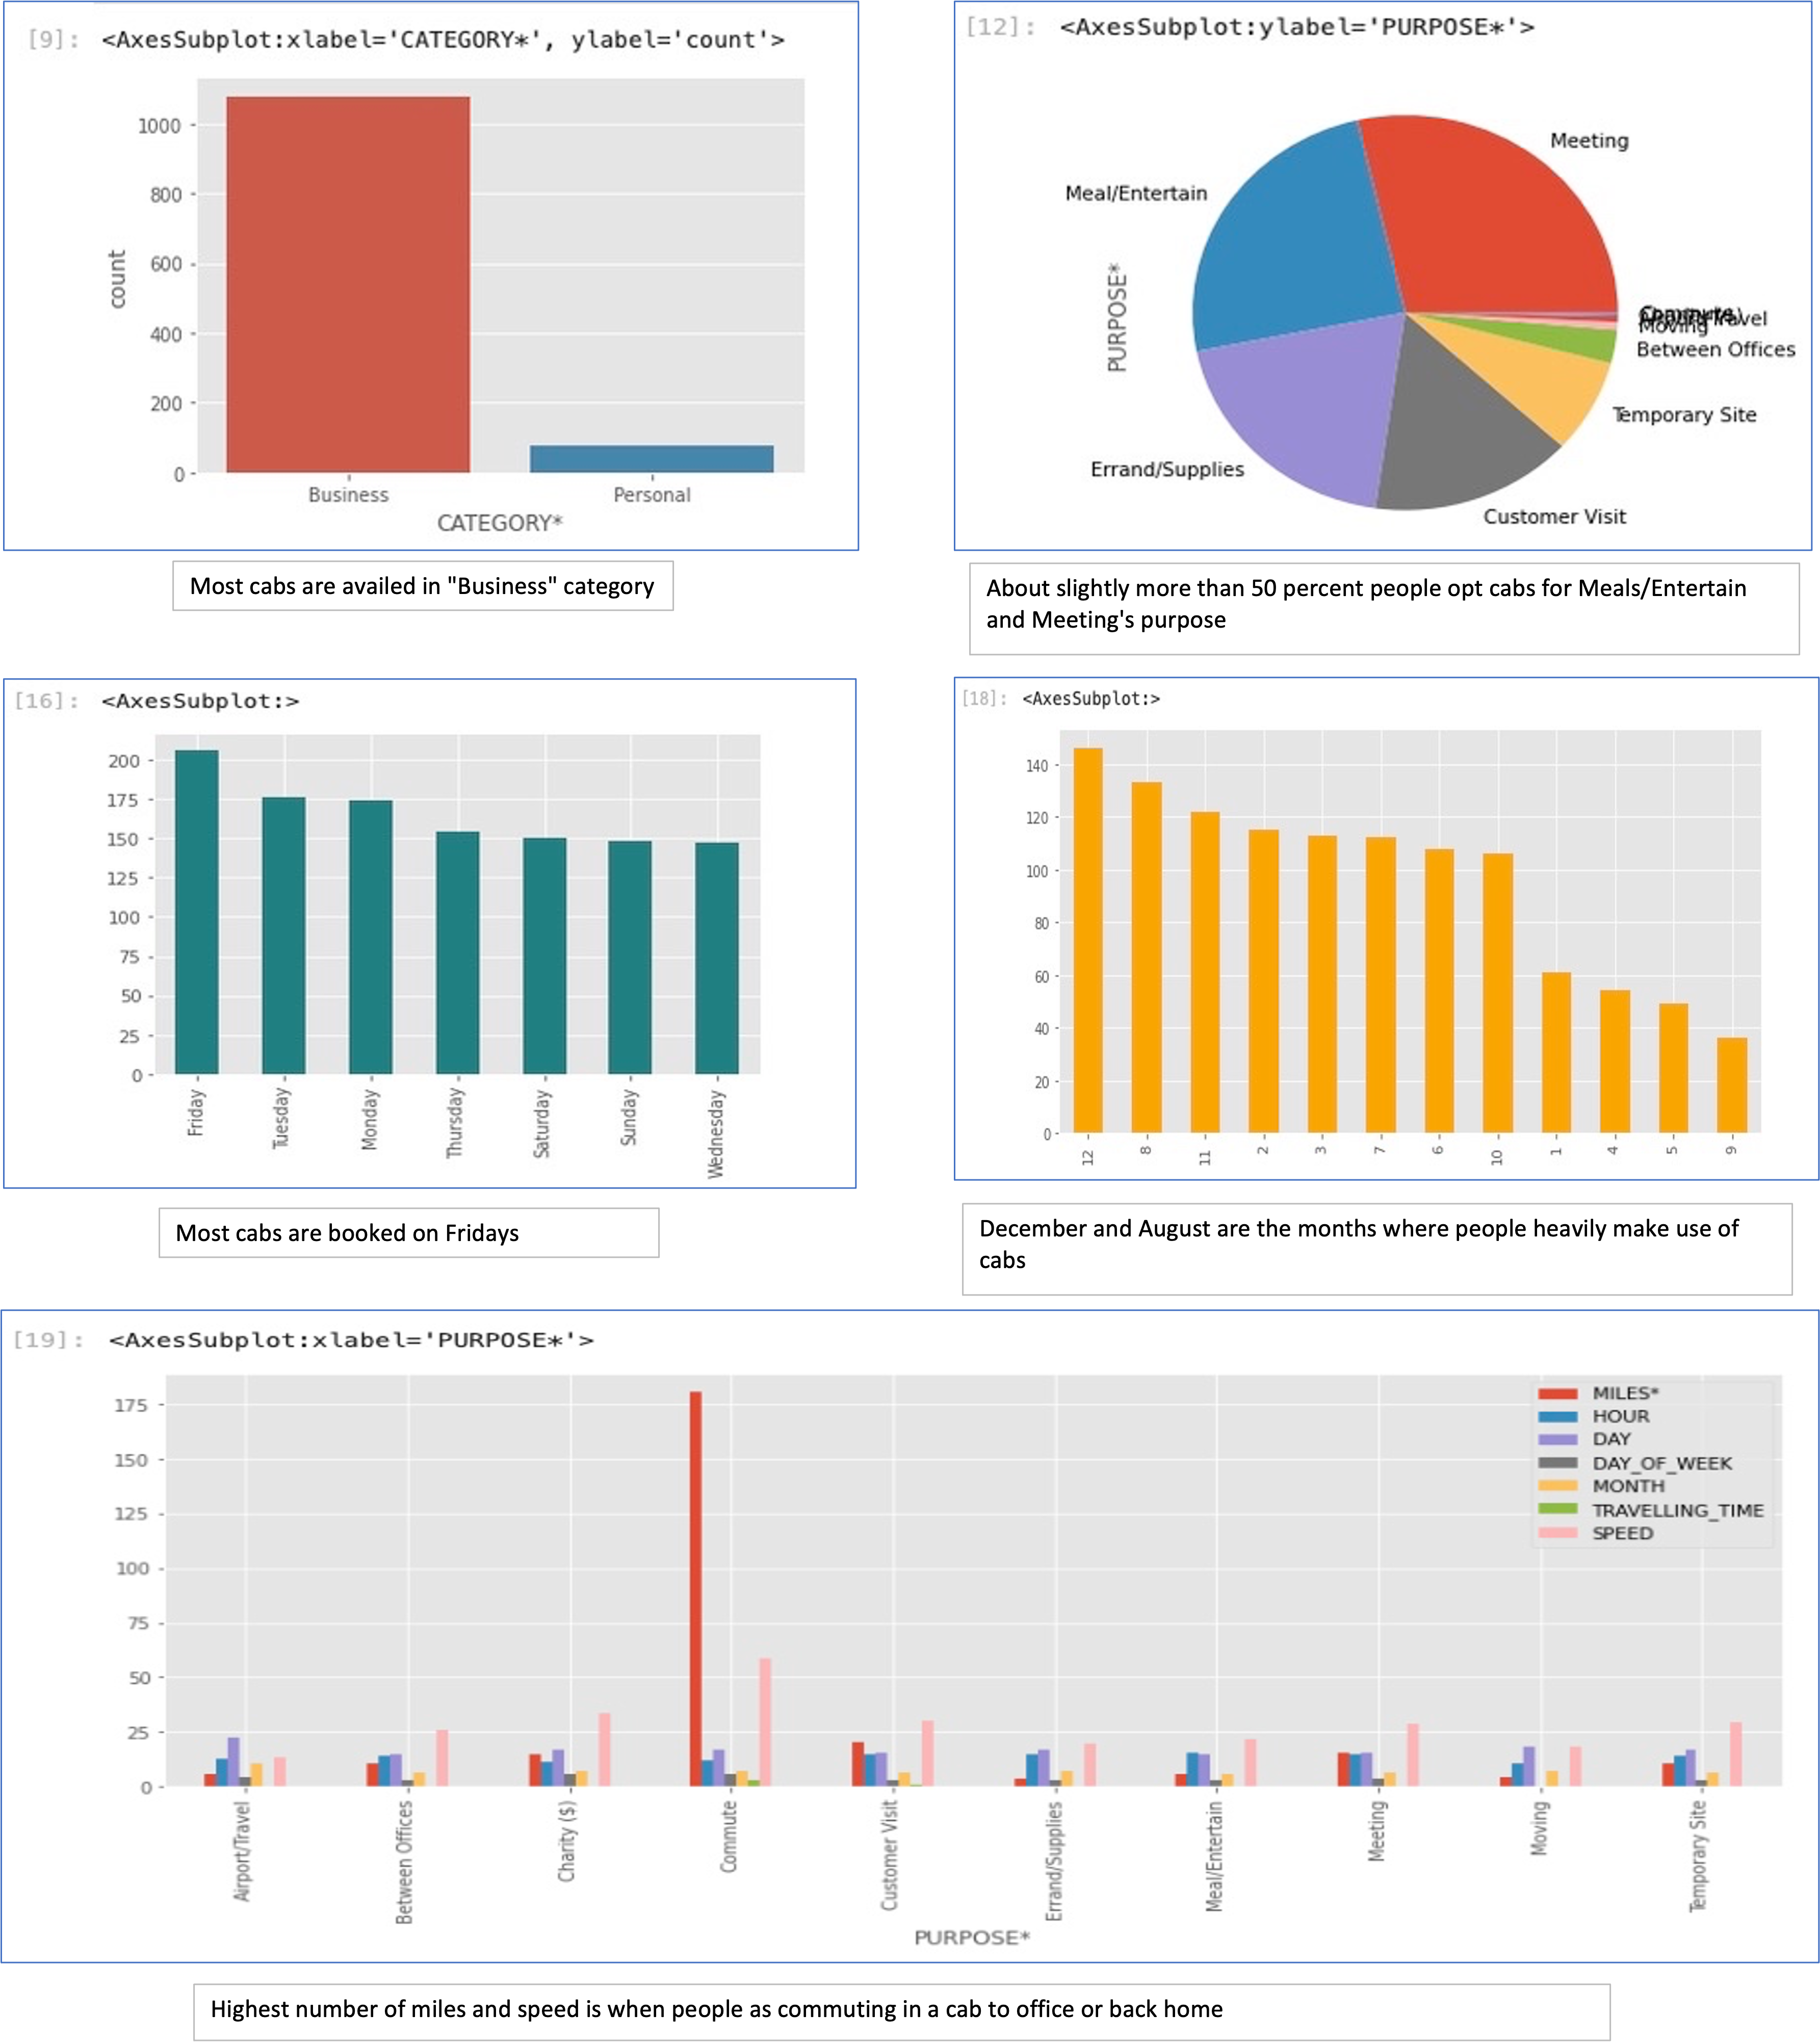 [9]: <AxesSubplot:xlabel='CATEGORY*', ylabel='count'>
1000
800
600
400
200
0
count
Business Personal
CATEGORY*
Most cabs are availed in "Business" category
[12]: <AxesSubplot:ylabel='PURPOSE*'>
Meeting
Meal/Entertain
PURPOSE*
Moving
Between Offices
Temporary Site
Errand/Supplies
Customer Visit
About slightly more than 50 percent people opt cabs for Meals/Entertain
and Meeting's purpose
[16]: <AxesSubplot:>
200
175
150
125
100
75
50
25
0
Friday
Tuesday
Monday
Thursday
Saturday
Sunday
Wednesday
Most cabs are booked on Fridays
[18]: <AxesSubplot:>
140
120
100
80
60
40
20
0
12 8 11 2 3 7 6 10 1 4 5 9
December and August are the months where people heavily make use of
cabs
[19]: <AxesSubplot:xlabel='PURPOSE*'>
175
150
125
100
75
50
25
0
MILES*
HOUR
DAY
DAY_OF_WEEK
MONTH
TRAVELLING_TIME
SPEED
Airport/Travel
Between Offices
Charity ($)
Commute
Customer Visit
Errand/Supplies
Meal/Entertain
Meeting
Moving
Temporary Site
PURPOSE*
Highest number of miles and speed is when people as commuting in a cab to office or back home